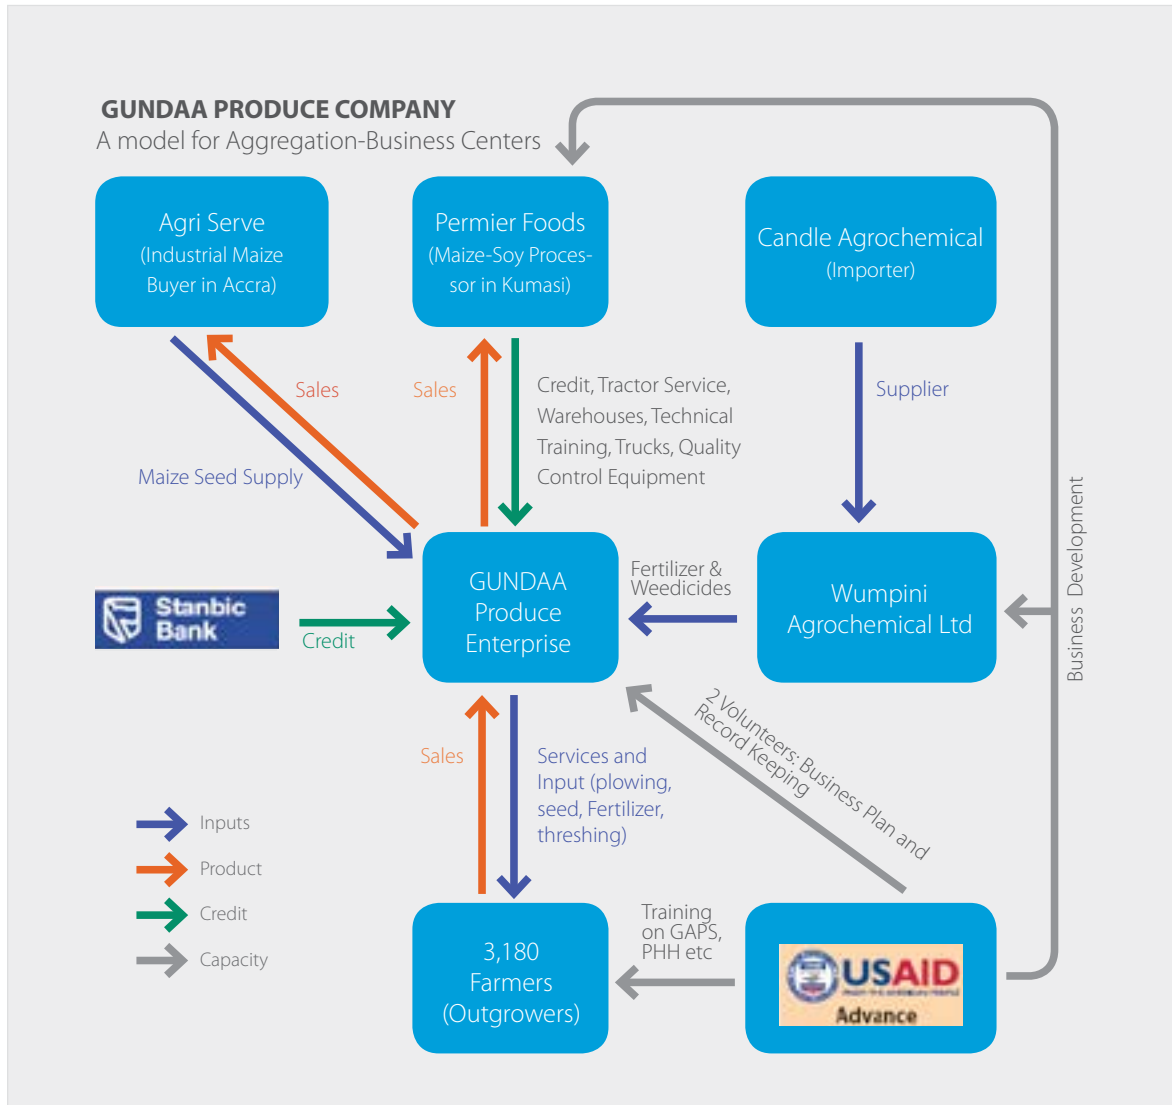 GUNDAA PRODUCE COMPANY
A model for Aggregation-Business Centers
Agri Serve
(Industrial Maize
Buyer in Accra)
Permier Foods
(Maize-Soy Proces-
sor in Kumasi)
Candle Agrochemical
(Importer)
Sales
Maize Seed Supply
Sales
Credit, Tractor Service,
Warehouses, Technical
Training, Trucks, Quality
Control Equipment
Supplier
Business Development
Stanbic
Bank
Credit
GUNDAA
Produce
Enterprise
Fertilizer &
Weedicides
Wumpini
Agrochemical Ltd
2 Volunteers: Business Plan and
Record Keeping
Sales
Services and
Input (plowing,
seed, Fertilizer,
threshing)
Inputs
Product
Credit
Capacity
3,180
Farmers
(Outgrowers)
Training
on GAPS,
PHH etc
USAID
Advance